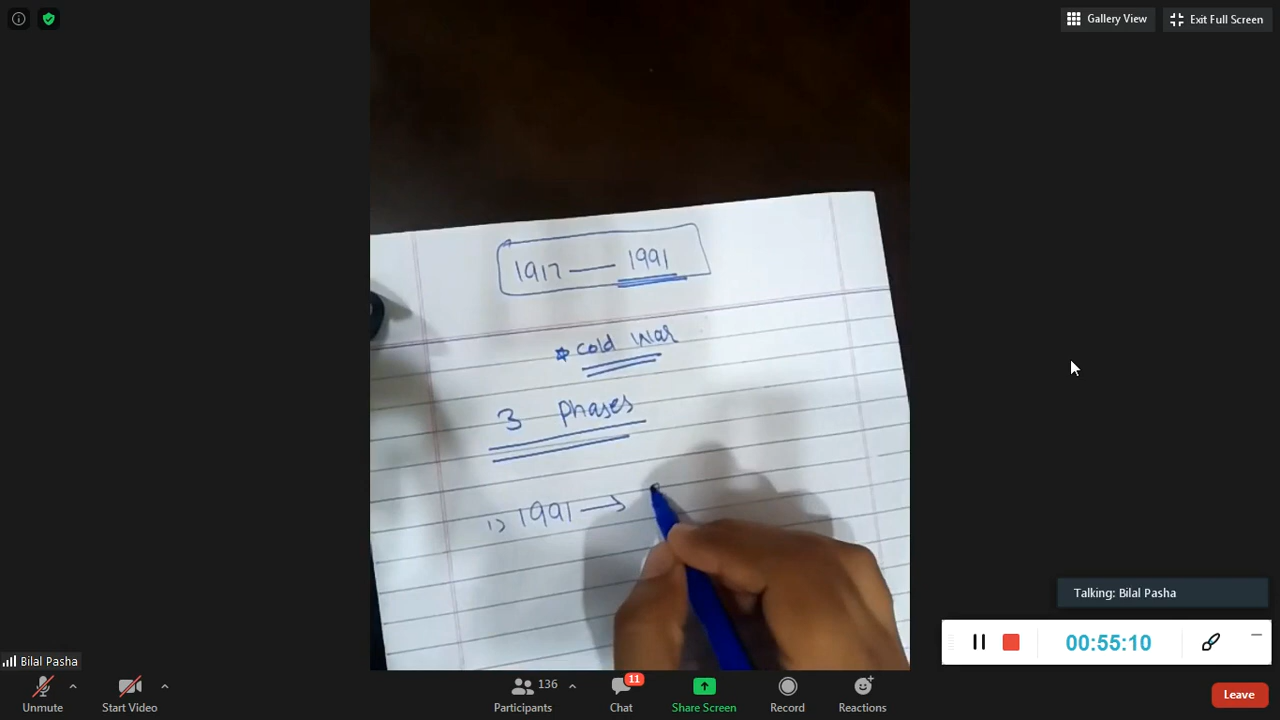 Gallery View
Exit Full Screen
1917 — 1991
* Cold War
3 Phases
1) 1991 →
Talking: Bilal Pasha
00:55:10
Bilal Pasha
Unmute
Start Video
136
Participants
11
Chat
Share Screen
Record
Reactions
Leave